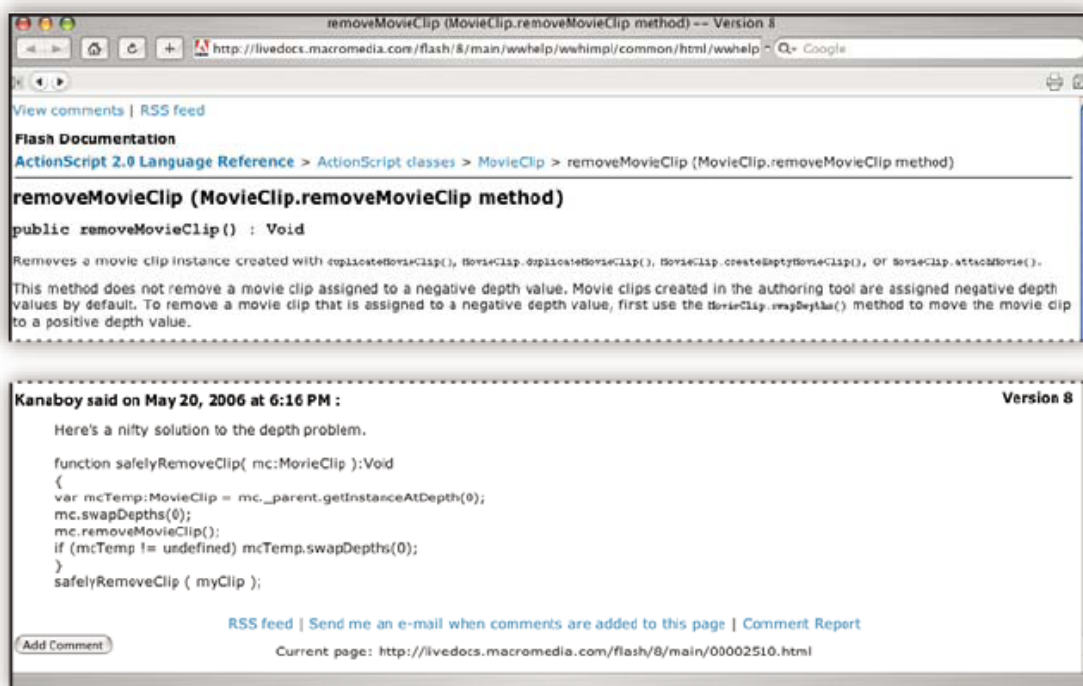 removeMovieClip (MovieClip.removeMovieClip method) -- Version 8
http://livedocs.macromedia.com/flash/8/main/wwhelp/wwhimpl/common/html/wwhelp
Google
View comments | RSS feed
Flash Documentation
ActionScript 2.0 Language Reference > ActionScript classes > MovieClip > removeMovieClip (MovieClip.removeMovieClip method)
removeMovieClip (MovieClip.removeMovieClip method)
public removeMovieClip() : Void
Removes a movie clip instance created with duplicateMovieClip(), MovieClip.duplicateMovieClip(), MovieClip.createEmptyMovieClip(), or MovieClip.attachMovie().
This method does not remove a movie clip assigned to a negative depth value. Movie clips created in the authoring tool are assigned negative depth
values by default. To remove a movie clip that is assigned to a negative depth value, first use the MovieClip.swapDepths() method to move the movie clip
to a positive depth value.
Kanaboy said on May 20, 2006 at 6:16 PM :
Version 8
Here's a nifty solution to the depth problem.
function safelyRemoveClip( mc:MovieClip ):Void
{
var mcTemp:MovieClip = mc._parent.getInstanceAtDepth(0);
mc.swapDepths(0);
mc.removeMovieClip();
if (mcTemp != undefined) mcTemp.swapDepths(0);
}
safelyRemoveClip ( myClip );
RSS feed | Send me an e-mail when comments are added to this page | Comment Report
Add Comment
Current page: http://livedocs.macromedia.com/flash/8/main/00002510.html